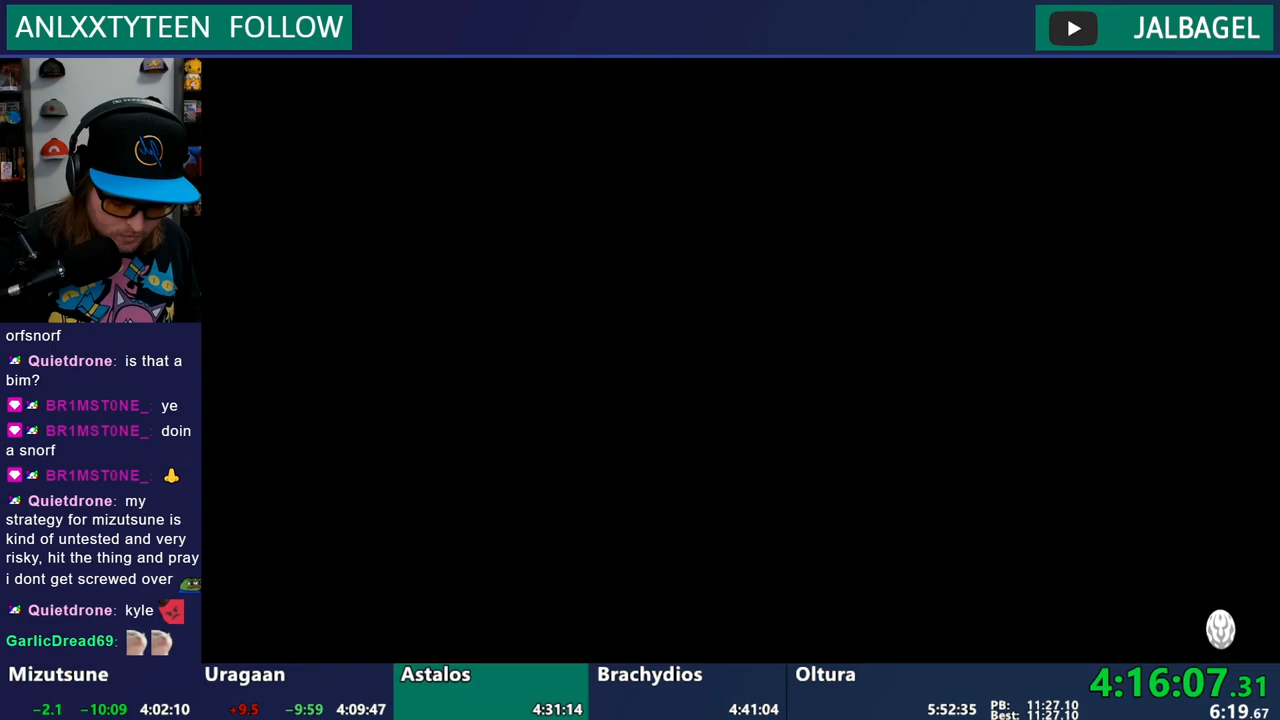 ANLXXTYTEEN FOLLOW
JALBAGEL
orfsnorf
Quietdrone: is that a
bim?
BR1MST0NE_: ye
BR1MST0NE_: doin
a snorf
BR1MST0NE_:
Quietdrone: my
strategy for mizutsune is
kind of untested and very
risky, hit the thing and pray
i dont get screwed over
Quietdrone: kyle
GarlicDread69:
Mizutsune
−2.1 −10:09 4:02:10
Uragaan
+9.5 −9:59 4:09:47
Astalos
4:31:14
Brachydios
4:41:04
Oltura
5:52:35
4:16:07.31
PB: 11:27.10
Best: 11:27.10
6:19.67